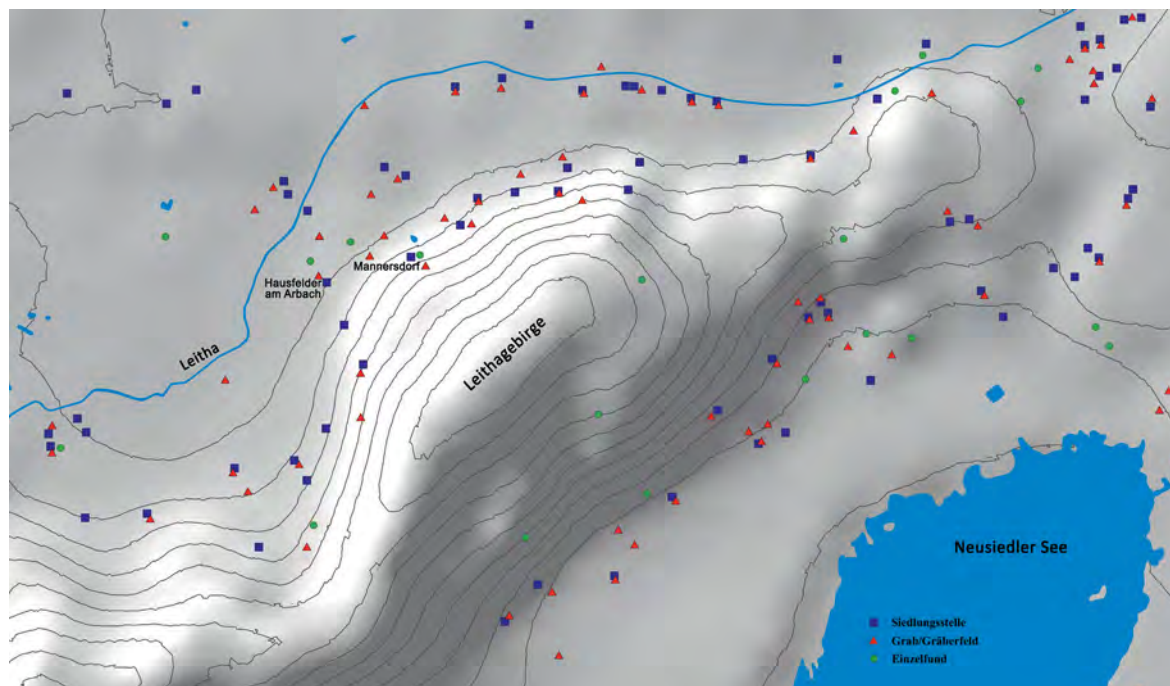 Mannersdorf
Hausfelder
am Arbach
Leitha
Leithagebirge
Neusiedler See
Siedlungsstelle
Grab/Gräberfeld
Einzelfund